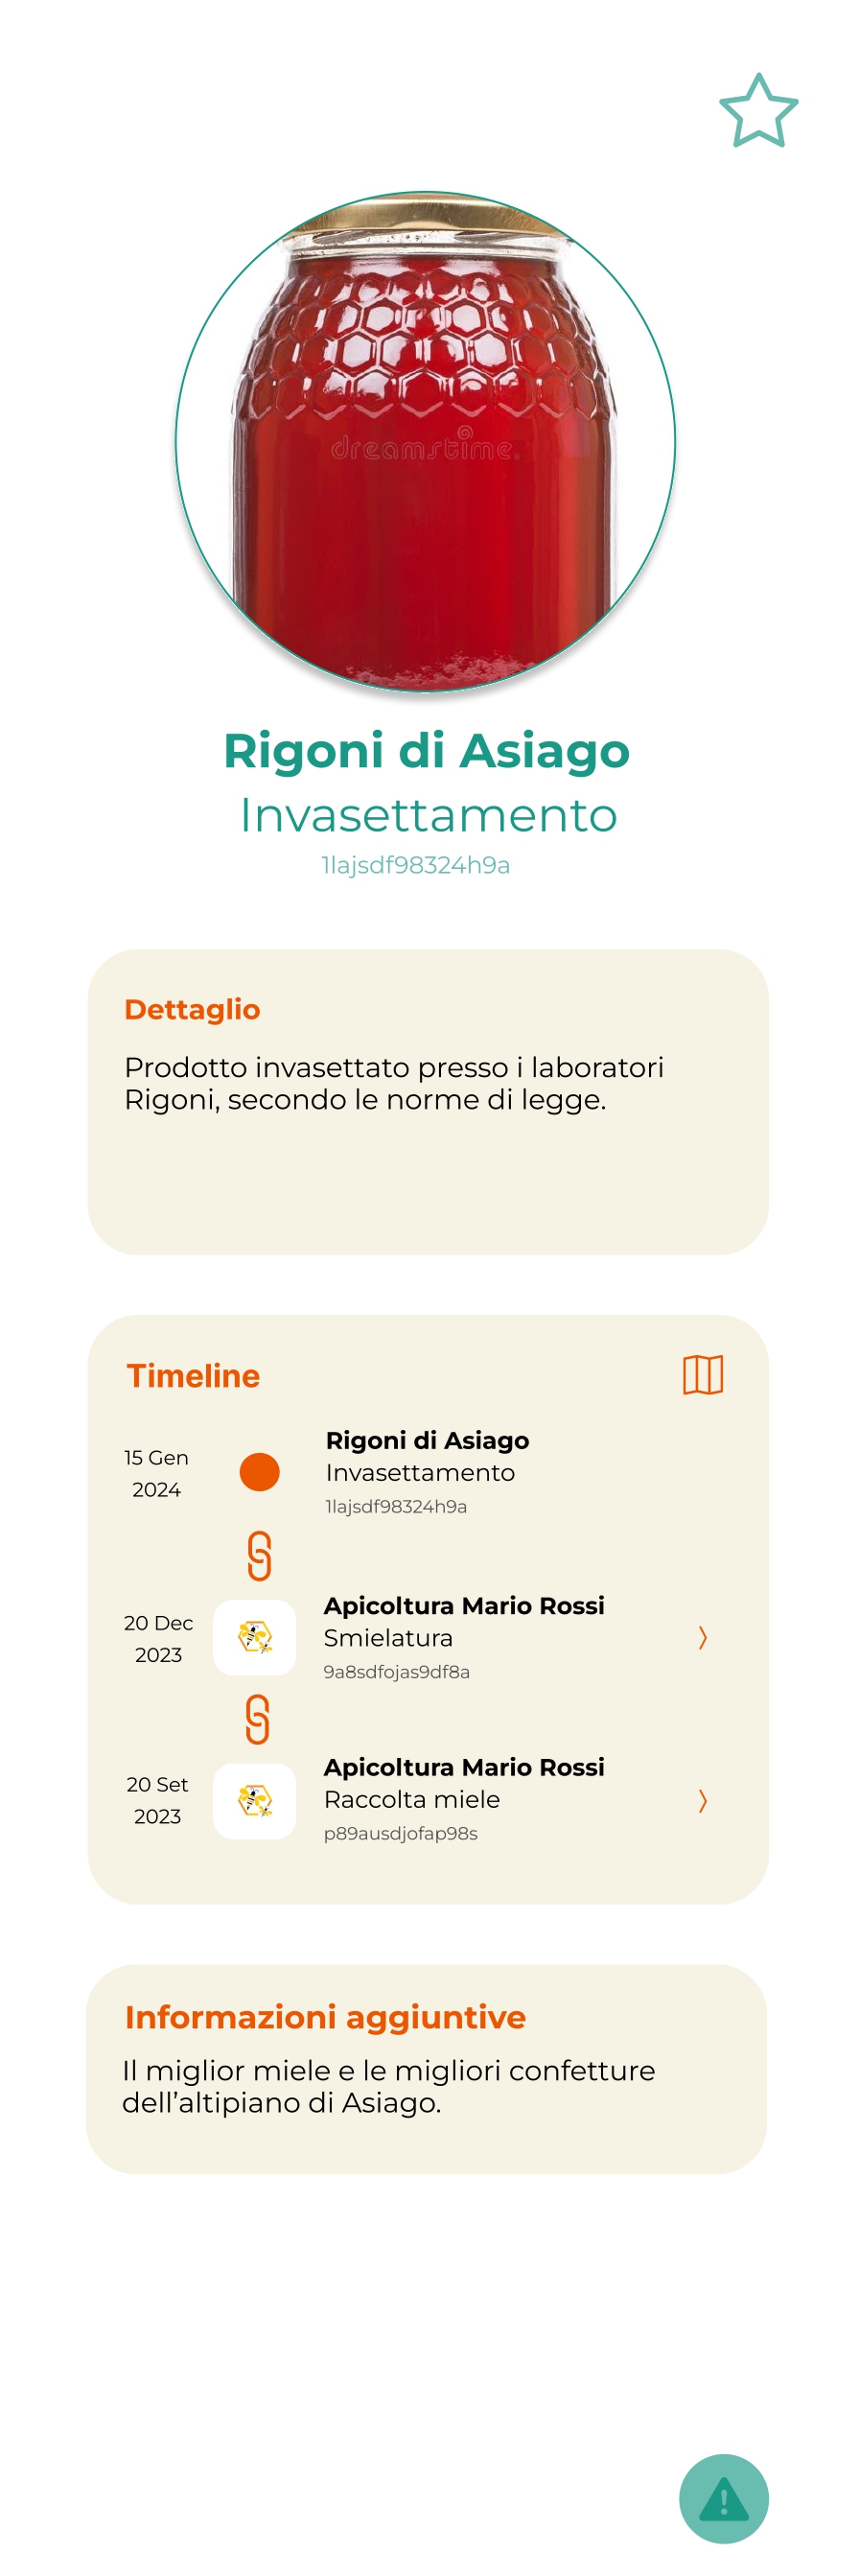 dreamstime.
Rigoni di Asiago
Invasettamento
1lajsdf98324h9a
Dettaglio
Prodotto invasettato presso i laboratori
Rigoni, secondo le norme di legge.
Timeline
15 Gen
2024
Rigoni di Asiago
Invasettamento
1lajsdf98324h9a
20 Dec
2023
Apicoltura Mario Rossi
Smielatura
9a8sdfojas9df8a
20 Set
2023
Apicoltura Mario Rossi
Raccolta miele
p89ausdjofap98s
Informazioni aggiuntive
Il miglior miele e le migliori confetture
dell’altipiano di Asiago.